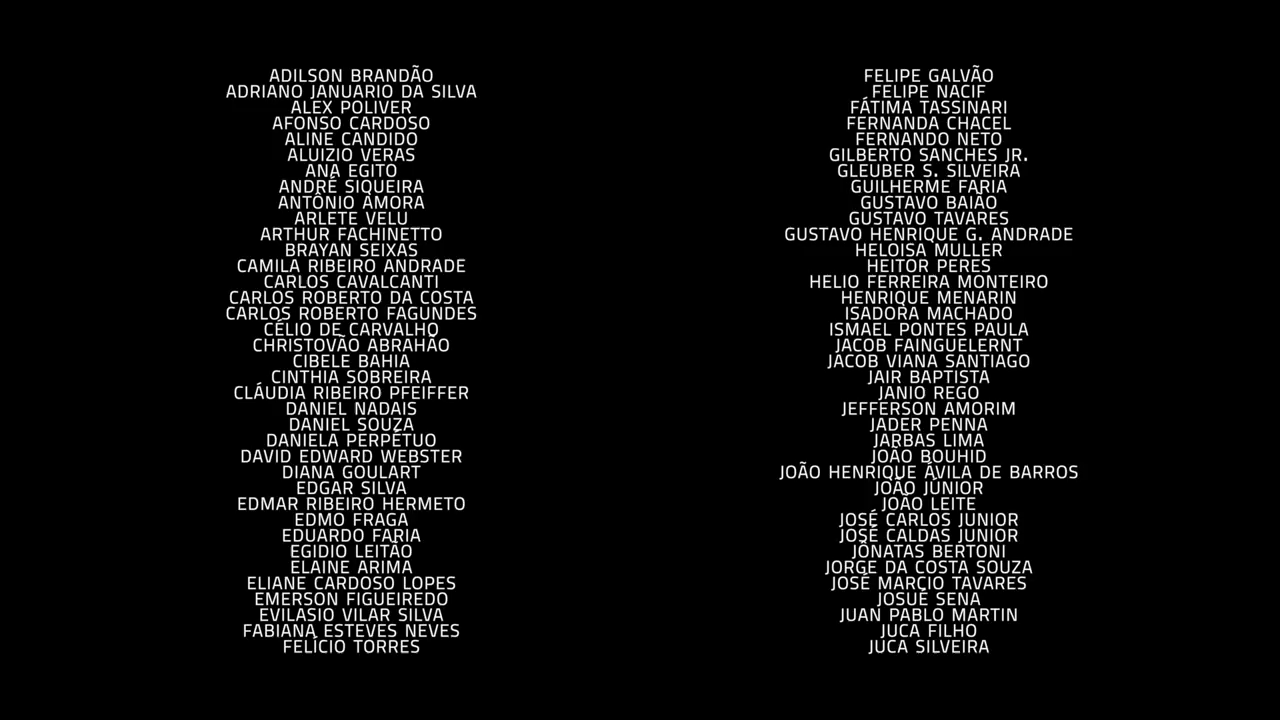 ADILSON BRANDÃO
ADRIANO JANUARIO DA SILVA
ALEX POLIVER
AFONSO CARDOSO
ALINE CANDIDO
ALUIZIO VERAS
ANA EGITO
ANDRÉ SIQUEIRA
ANTÔNIO AMORA
ARLETE VELU
ARTHUR FACHINETTO
BRAYAN SEIXAS
CAMILA RIBEIRO ANDRADE
CARLOS CAVALCANTI
CARLOS ROBERTO DA COSTA
CARLOS ROBERTO FAGUNDES
CÉLIO DE CARVALHO
CHRISTOVÃO ABRAHÃO
CIBELE BAHIA
CINTHIA SOBREIRA
CLÁUDIA RIBEIRO PFEIFFER
DANIEL NADAIS
DANIEL SOUZA
DANIELA PERPÉTUO
DAVID EDWARD WEBSTER
DIANA GOULART
EDGAR SILVA
EDMAR RIBEIRO HERMETO
EDMO FRAGA
EDUARDO FARIA
EGIDIO LEITÃO
ELAINE ARIMA
ELIANE CARDOSO LOPES
EMERSON FIGUEIREDO
EVILASIO VILAR SILVA
FABIANA ESTEVES NEVES
FELÍCIO TORRES
FELIPE GALVÃO
FELIPE NACIF
FÁTIMA TASSINARI
FERNANDA CHACEL
FERNANDO NETO
GILBERTO SANCHES JR.
GLEUBER S. SILVEIRA
GUILHERME FARIA
GUSTAVO BAIÃO
GUSTAVO TAVARES
GUSTAVO HENRIQUE G. ANDRADE
HELOISA MULLER
HEITOR PERES
HELIO FERREIRA MONTEIRO
HENRIQUE MENARIN
ISADORA MACHADO
ISMAEL PONTES PAULA
JACOB FAINGUELERNT
JACOB VIANA SANTIAGO
JAIR BAPTISTA
JANIO REGO
JEFFERSON AMORIM
JADER PENNA
JARBAS LIMA
JOÃO BOUHID
JOÃO HENRIQUE ÁVILA DE BARROS
JOÃO JÚNIOR
JOÃO LEITE
JOSÉ CARLOS JUNIOR
JOSÉ CALDAS JUNIOR
JÔNATAS BERTONI
JORGE DA COSTA SOUZA
JOSÉ MARCIO TAVARES
JOSUÉ SENA
JUAN PABLO MARTIN
JUCA FILHO
JUCA SILVEIRA